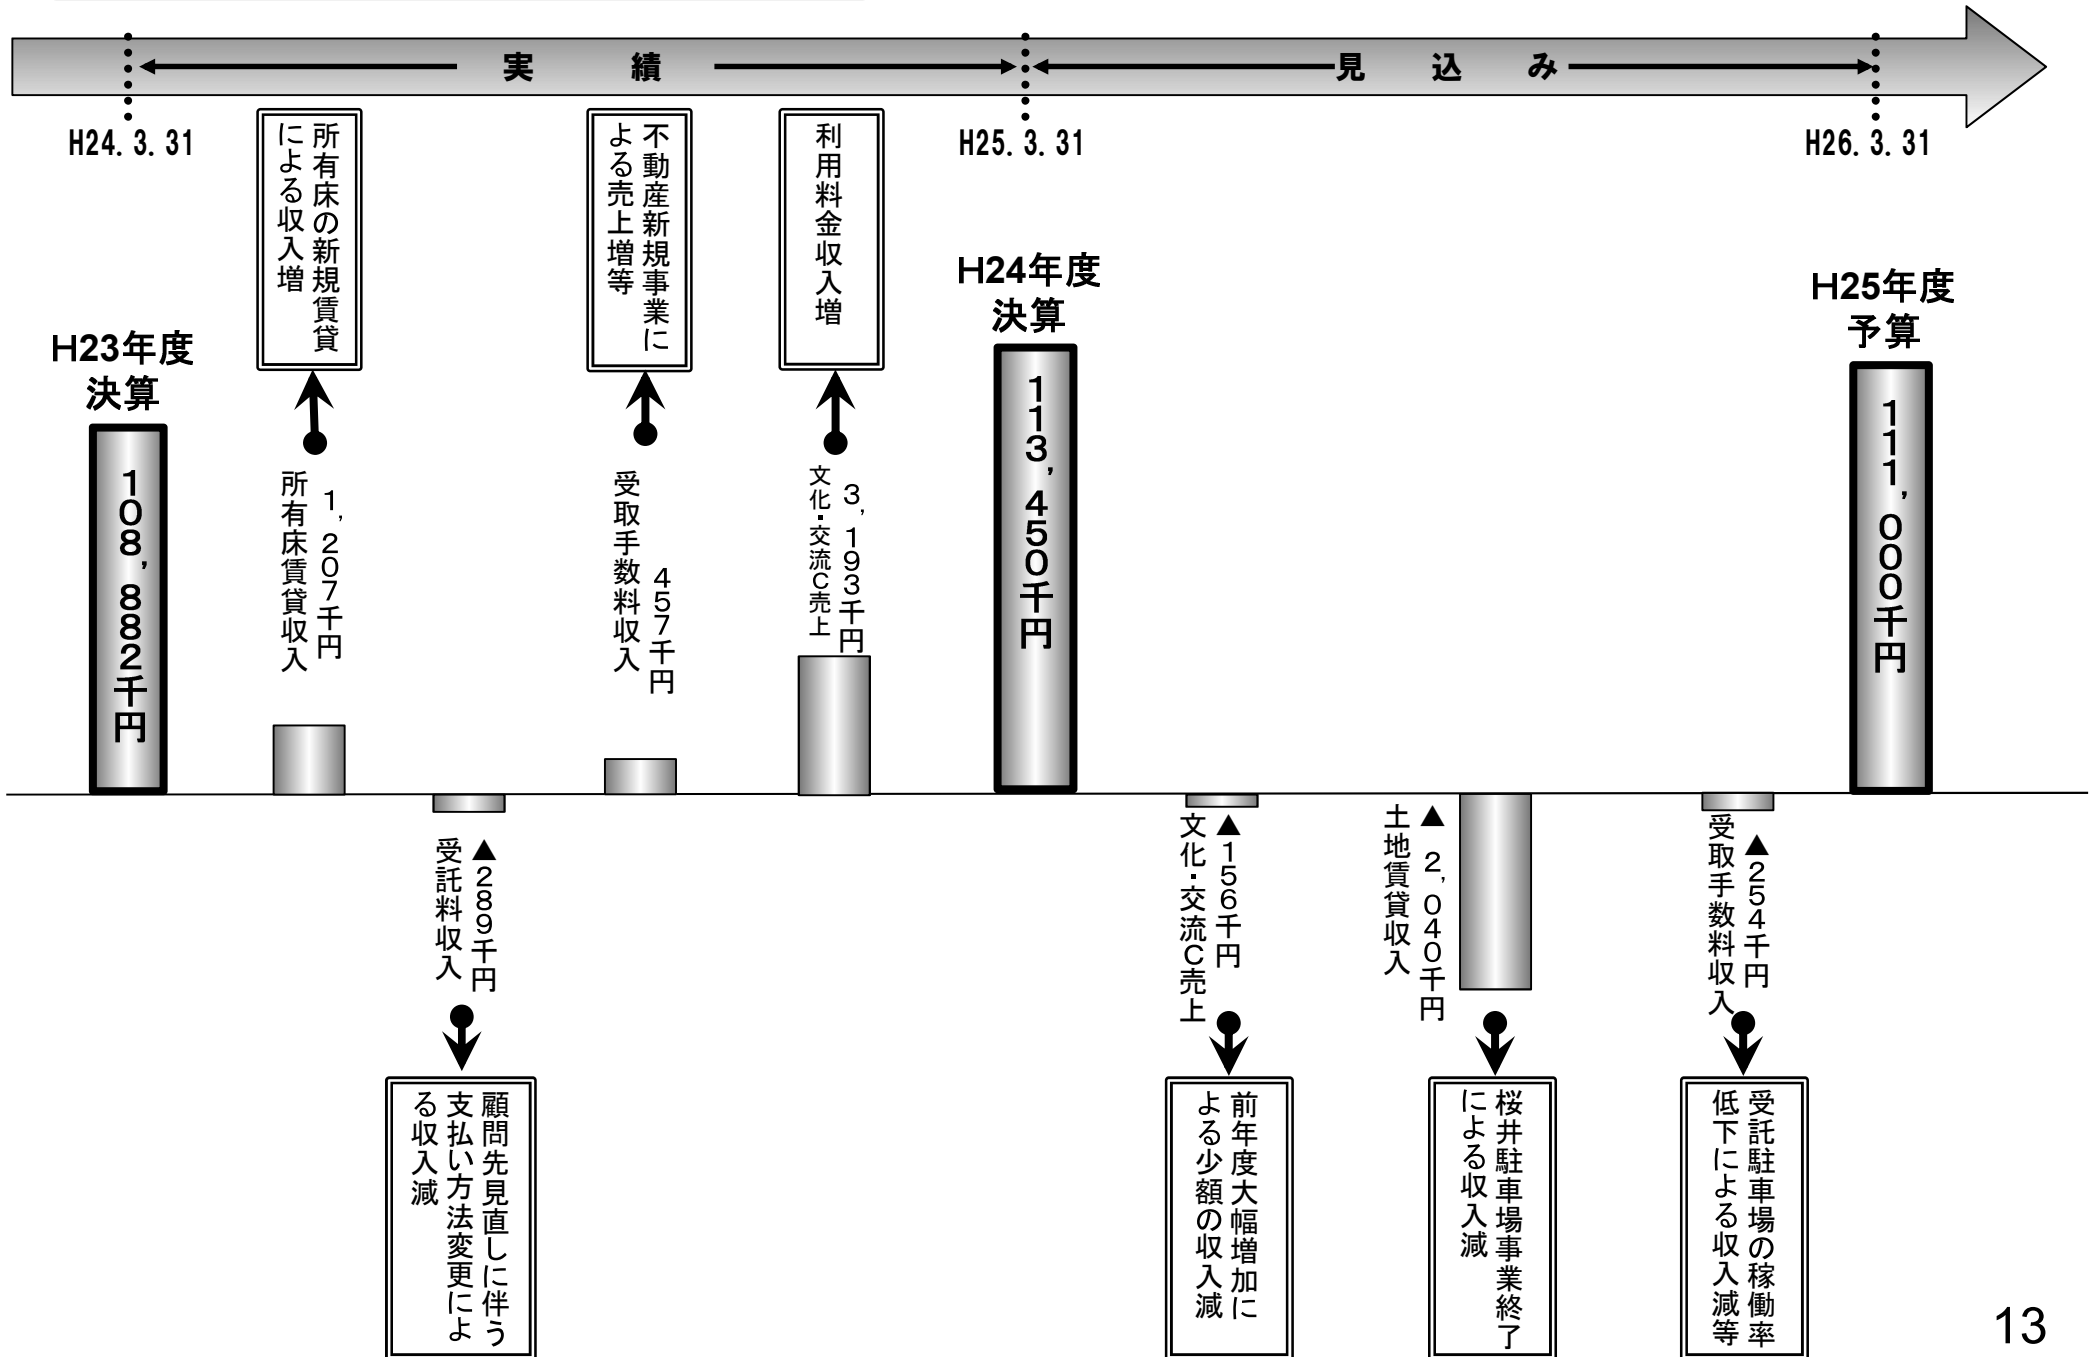 実績
見込み
H24.3.31
H25.3.31
H26.3.31
所有床の新規賃貸
による収入増
不動産新規事業に
よる売上増等
利用料金収入増
H23年度
決算
108,882千円
1,207千円
所有床賃貸収入
▲289千円
受託料収入
顧問先見直しに伴う
支払い方法変更によ
る収入減
457千円
受取手数料収入
3,193千円
文化・交流C売上
H24年度
決算
113,450千円
▲156千円
文化・交流C売上
前年度大幅増加に
よる少額の収入減
▲2,040千円
土地賃貸収入
桜井駐車場事業終了
による収入減
▲254千円
受取手数料収入
受託駐車場の稼働率
低下による収入減等
H25年度
予算
111,000千円
13